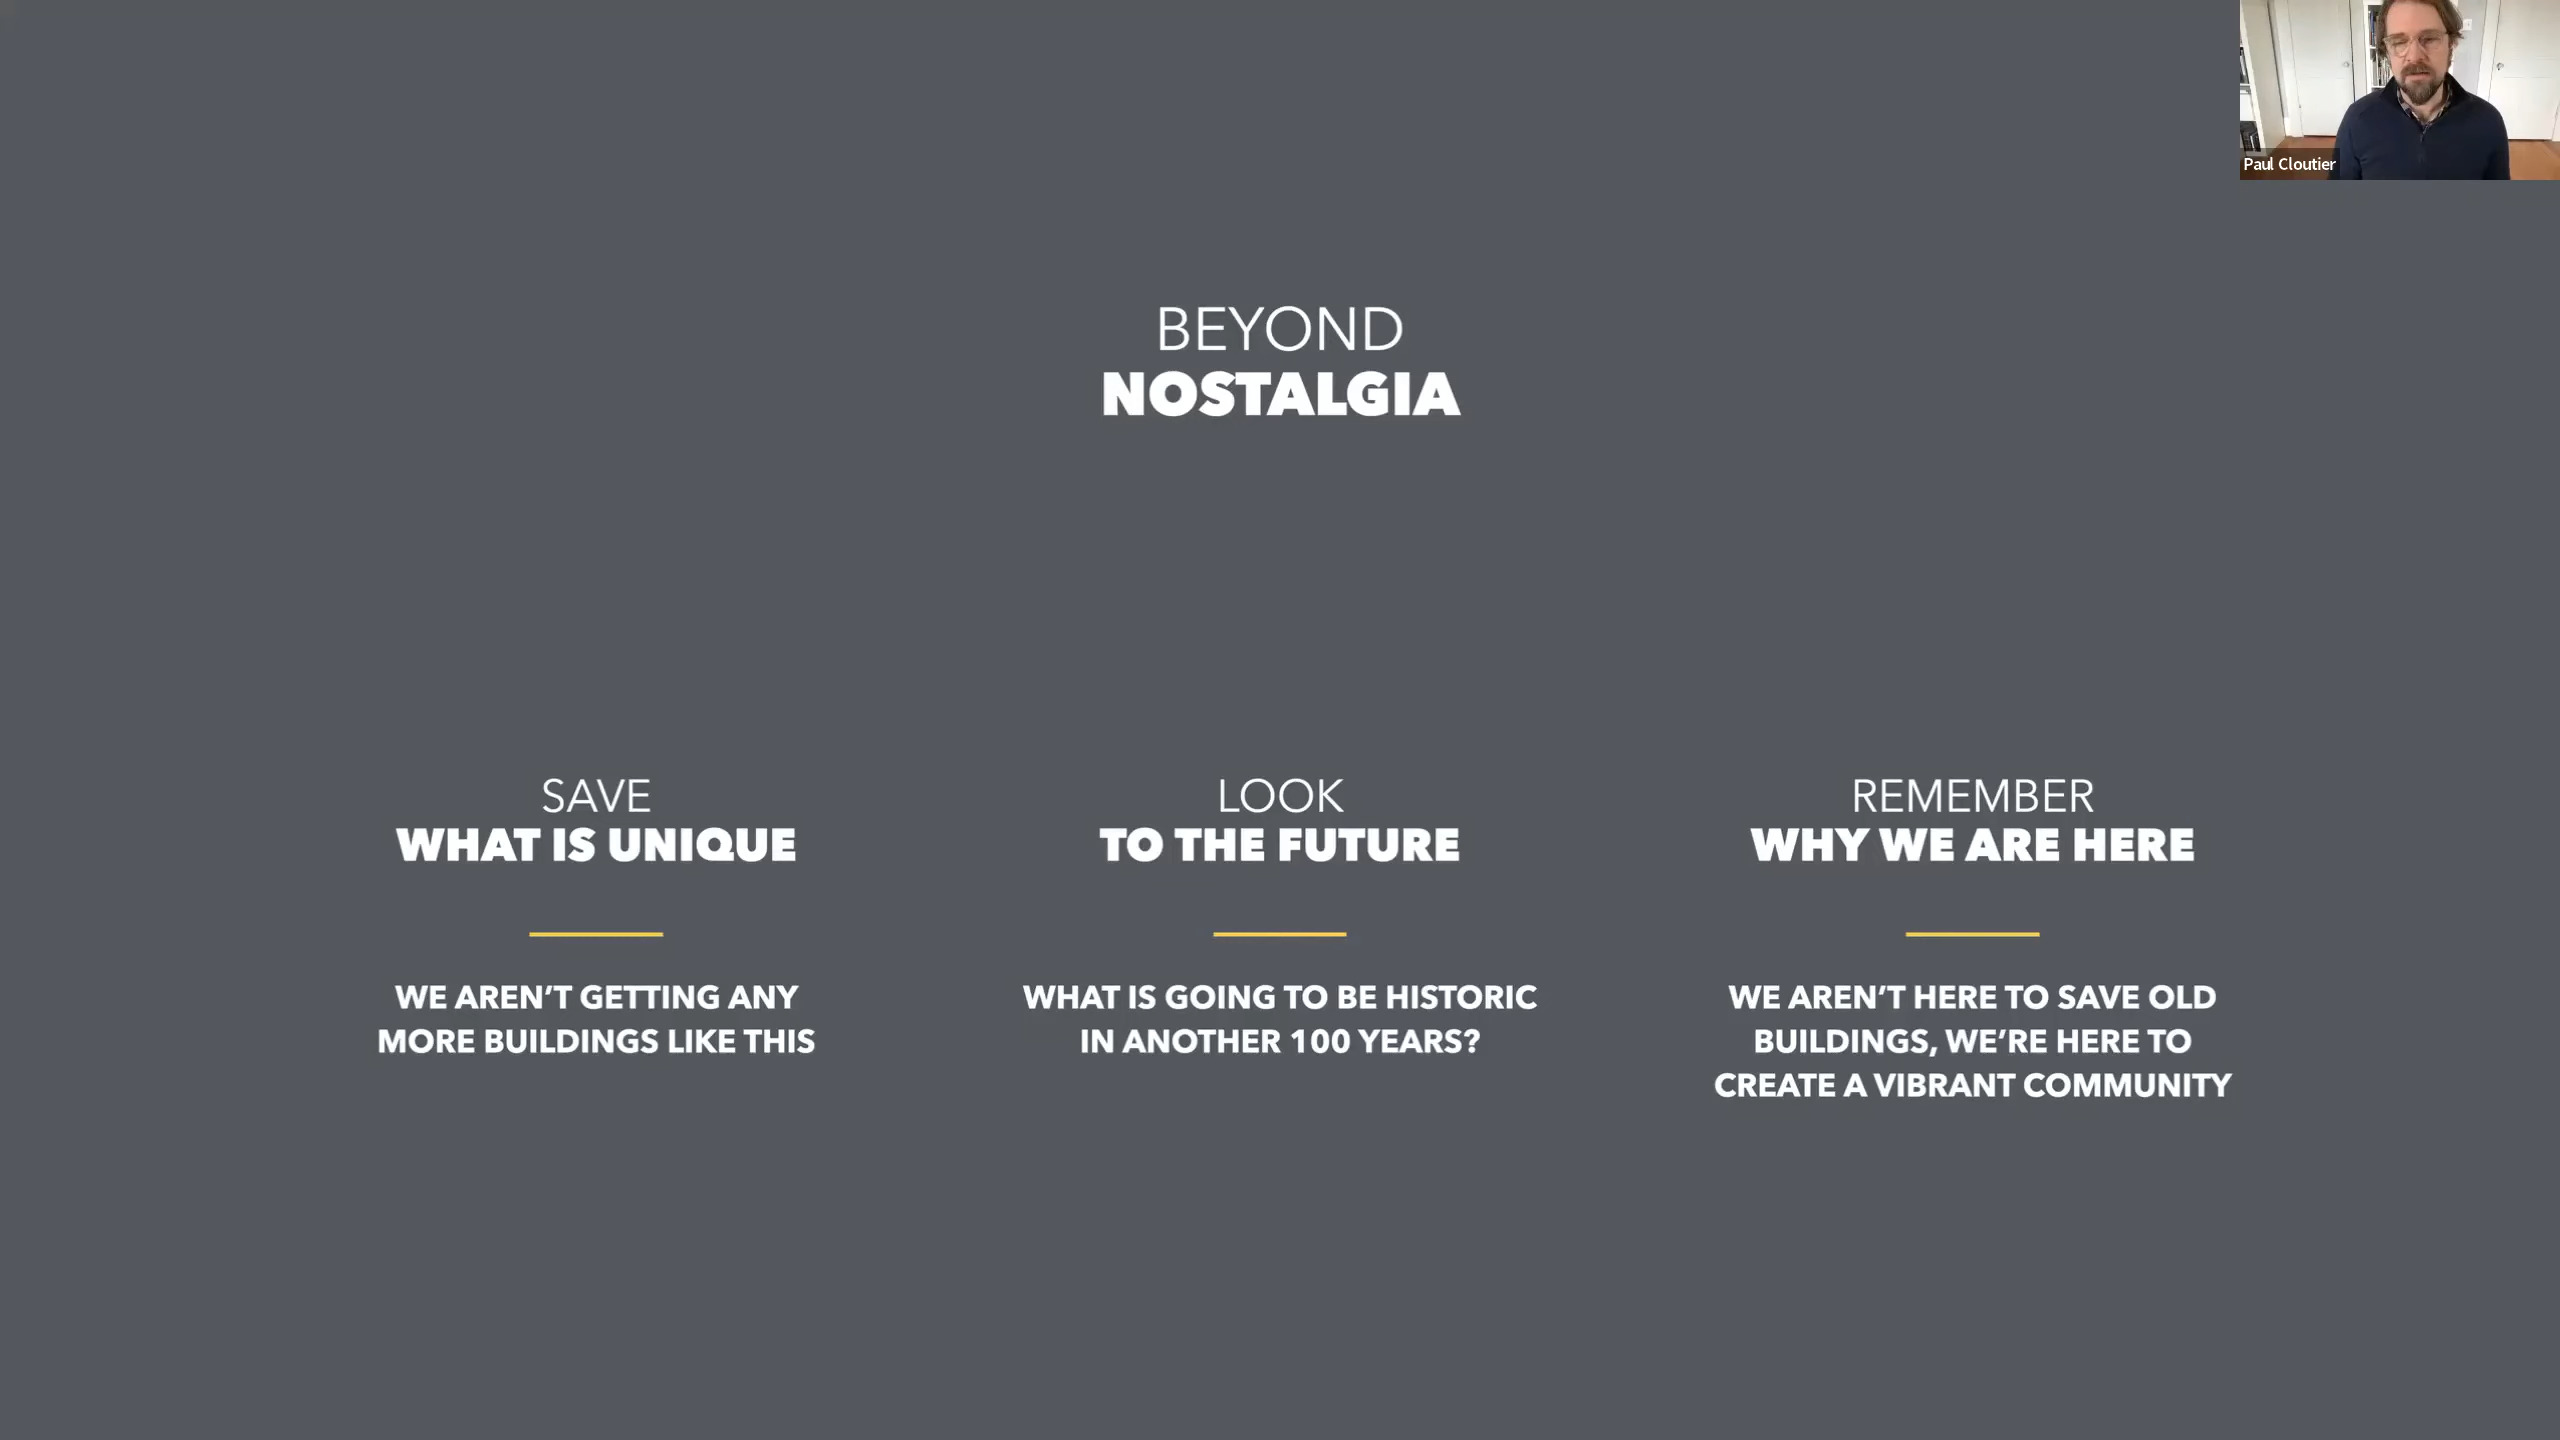 Paul Cloutier
BEYOND
NOSTALGIA
SAVE
WHAT IS UNIQUE
WE AREN’T GETTING ANY
MORE BUILDINGS LIKE THIS
LOOK
TO THE FUTURE
WHAT IS GOING TO BE HISTORIC
IN ANOTHER 100 YEARS?
REMEMBER
WHY WE ARE HERE
WE AREN’T HERE TO SAVE OLD
BUILDINGS, WE’RE HERE TO
CREATE A VIBRANT COMMUNITY